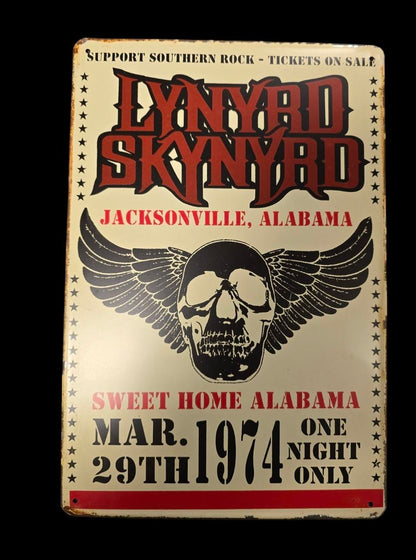 SUPPORT SOUTHERN ROCK - TICKETS ON SALE
LYNYRD
SKYNYRD
JACKSONVILLE, ALABAMA
SWEET HOME ALABAMA
MAR.
29TH
1974
ONE
NIGHT
ONLY